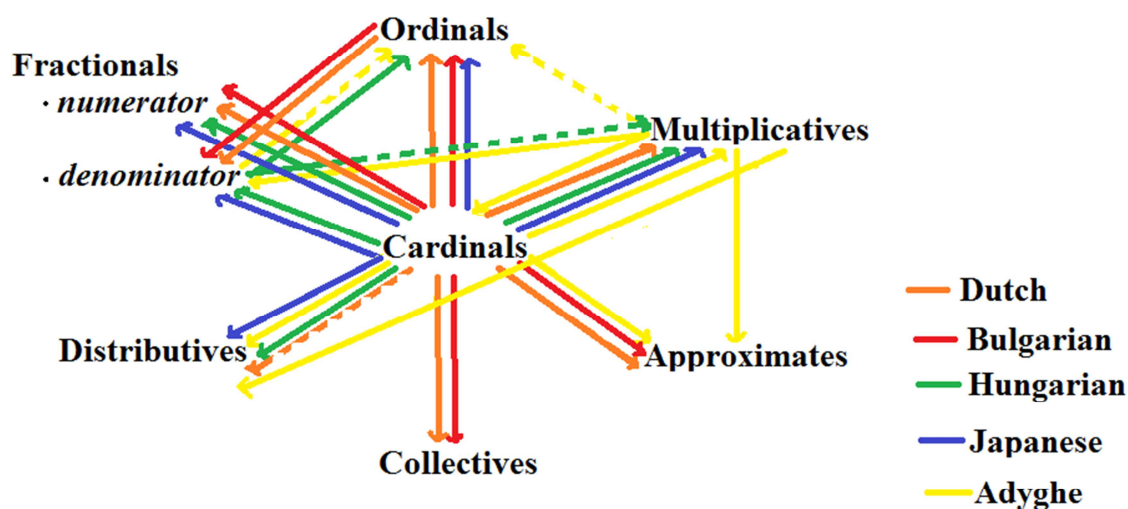 Ordinals
Fractionals
· numerator
Multiplicatives
· denominator
Cardinals
Dutch
Bulgarian
Distributives
Approximates
Hungarian
Japanese
Collectives
Adyghe